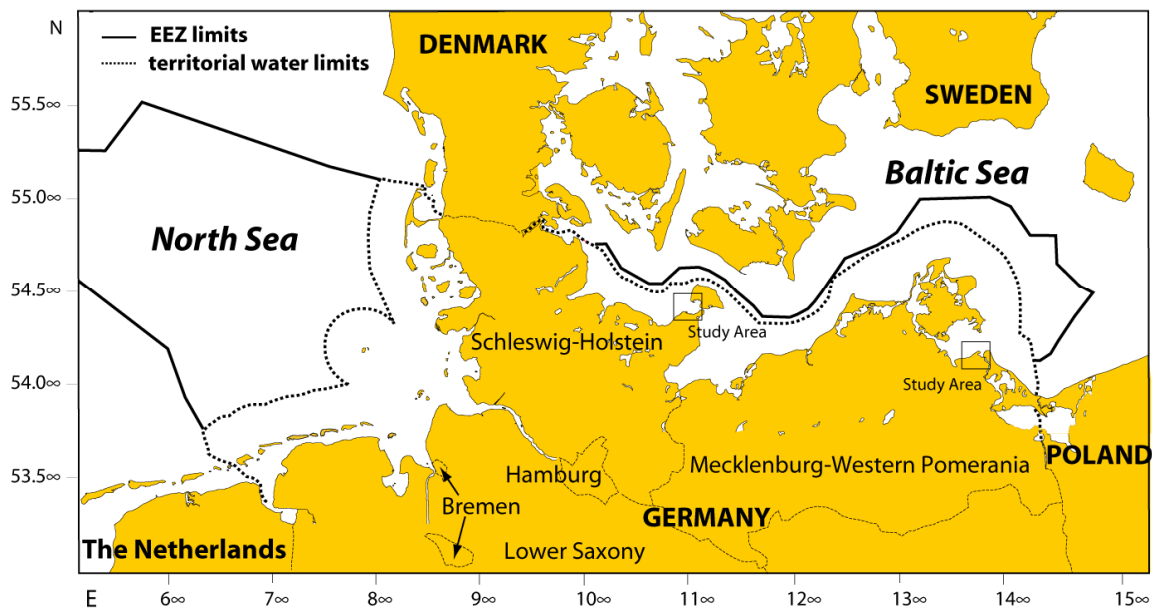 N
EEZ limits
territorial water limits
DENMARK
SWEDEN
55.5∞
Baltic Sea
55.0∞
North Sea
54.5∞
Schleswig-Holstein
Study Area
54.0∞
Study Area
53.5∞
Hamburg
Mecklenburg-Western Pomerania
POLAND
Bremen
GERMANY
The Netherlands
Lower Saxony
E
6∞
7∞
8∞
9∞
10∞
11∞
12∞
13∞
14∞
15∞